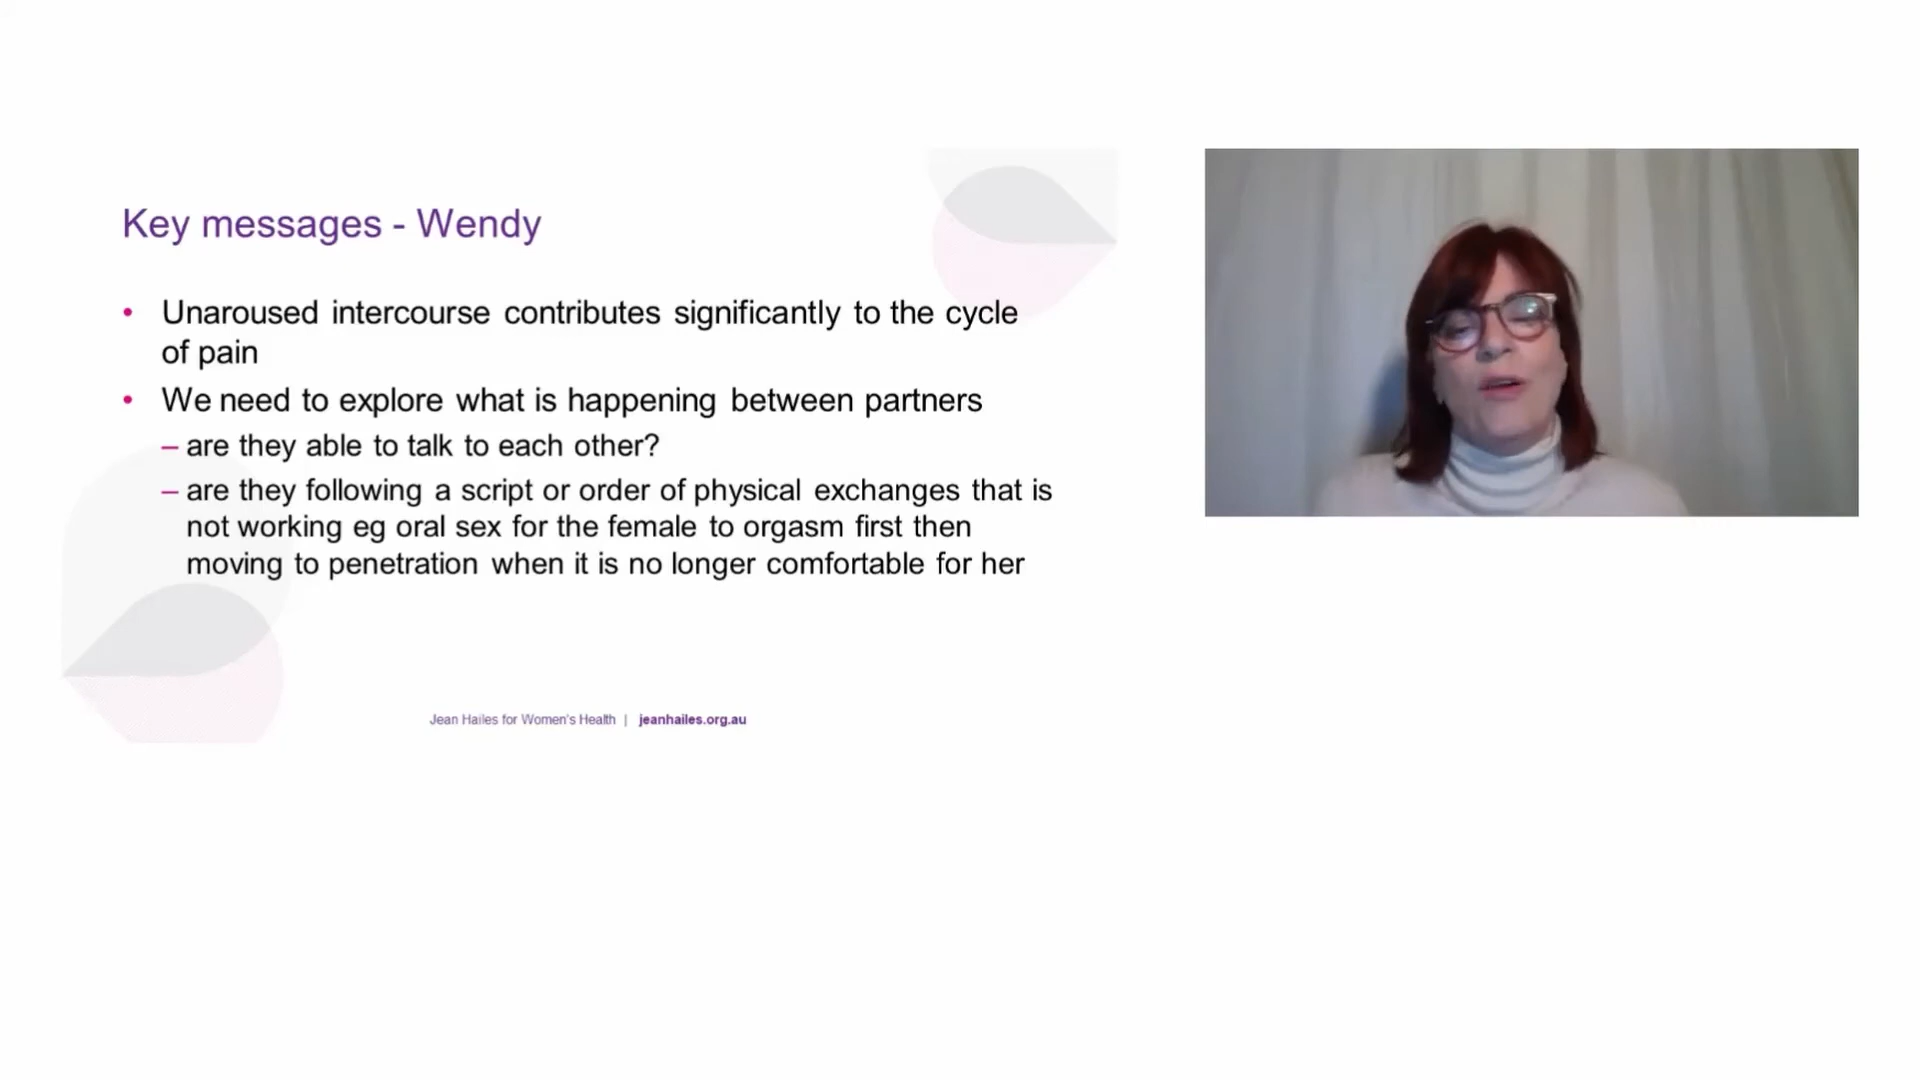 Key messages - Wendy
• Unaroused intercourse contributes significantly to the cycle
of pain
• We need to explore what is happening between partners
– are they able to talk to each other?
– are they following a script or order of physical exchanges that is
not working eg oral sex for the female to orgasm first then
moving to penetration when it is no longer comfortable for her
Jean Hailes for Women's Health | jeanhailes.org.au